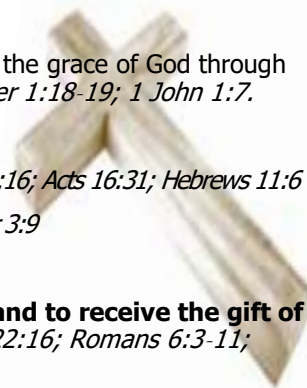 the grace of God through
er 1:18-19; 1 John 1:7.
:16; Acts 16:31; Hebrews 11:6
3:9
and to receive the gift of
22:16; Romans 6:3-11;